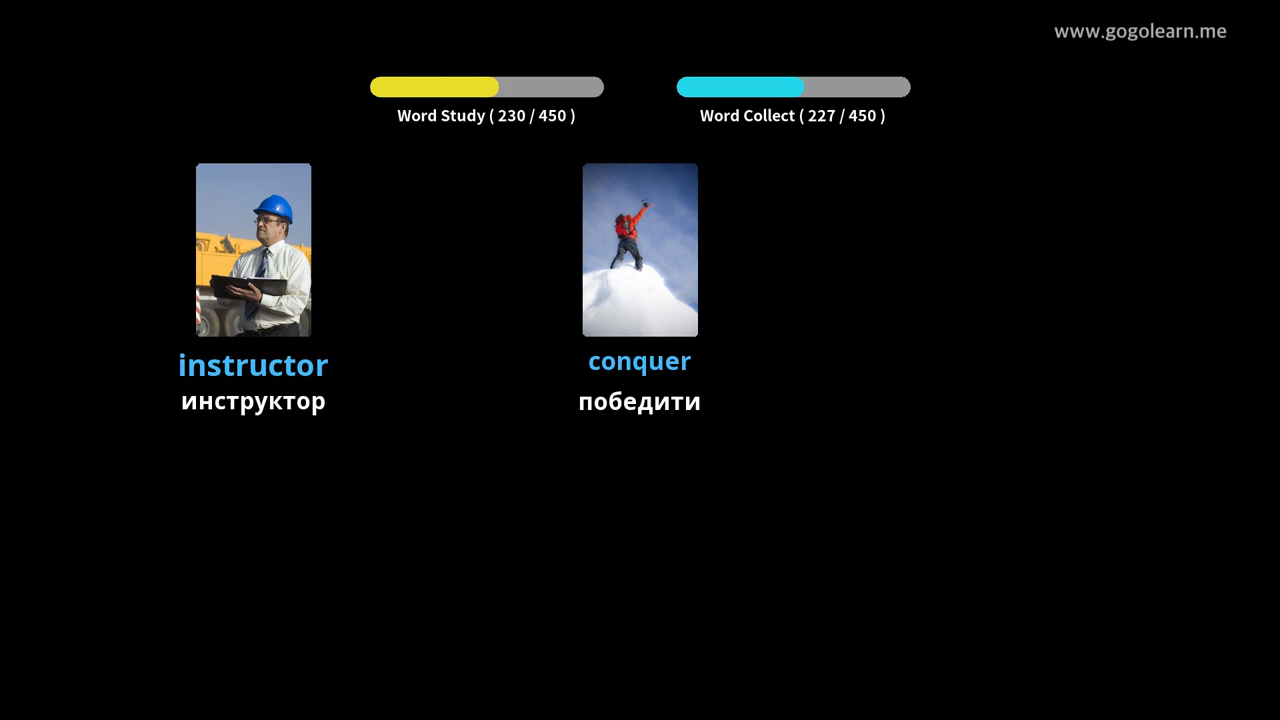 www.gogolearn.me
Word Study ( 230 / 450 )
Word Collect ( 227 / 450 )
instructor
инструктор
conquer
победити